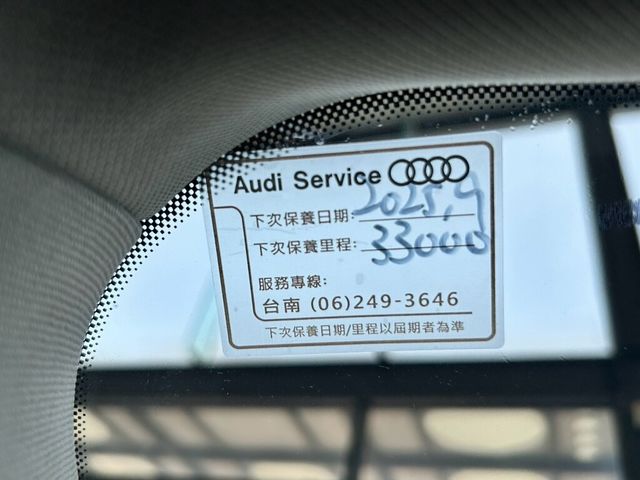 Audi Service
下次保養日期: 2025.9
下次保養里程: 33000
服務專線:
台南 (06)249-3646
下次保養日期/里程以屆期者為準